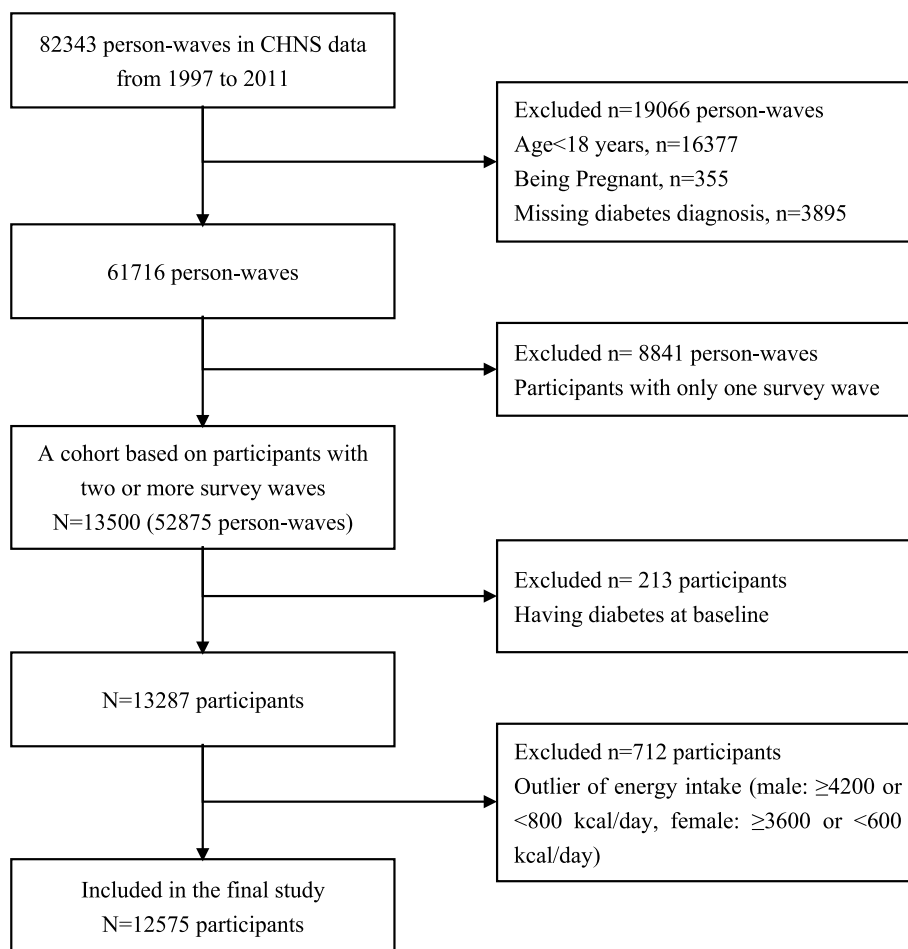 82343 person-waves in CHNS data
from 1997 to 2011
Excluded n=19066 person-waves
Age<18 years, n=16377
Being Pregnant, n=355
Missing diabetes diagnosis, n=3895
61716 person-waves
Excluded n= 8841 person-waves
Participants with only one survey wave
A cohort based on participants with
two or more survey waves
N=13500 (52875 person-waves)
Excluded n= 213 participants
Having diabetes at baseline
N=13287 participants
Excluded n=712 participants
Outlier of energy intake (male: ≥4200 or
<800 kcal/day, female: ≥3600 or <600
kcal/day)
Included in the final study
N=12575 participants